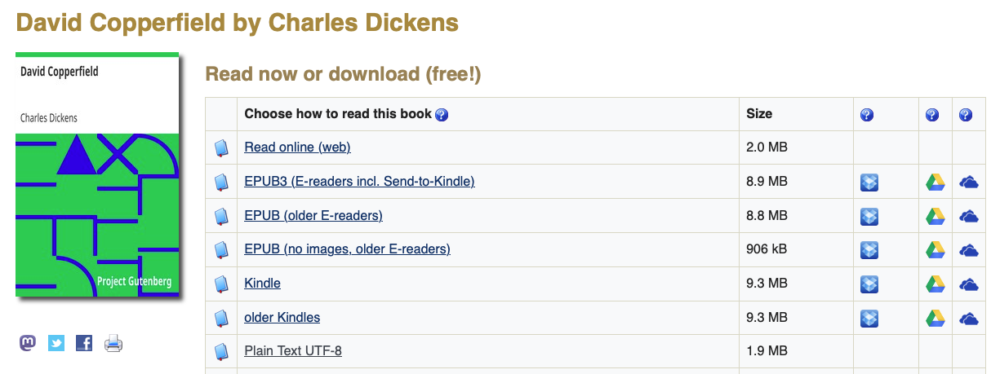 David Copperfield by Charles Dickens
David Copperfield
Charles Dickens
Project Gutenberg
Read now or download (free!)
Choose how to read this book ? Size ? ? ?
Read online (web) 2.0 MB
EPUB3 (E-readers incl. Send-to-Kindle) 8.9 MB
EPUB (older E-readers) 8.8 MB
EPUB (no images, older E-readers) 906 kB
Kindle 9.3 MB
older Kindles 9.3 MB
Plain Text UTF-8 1.9 MB